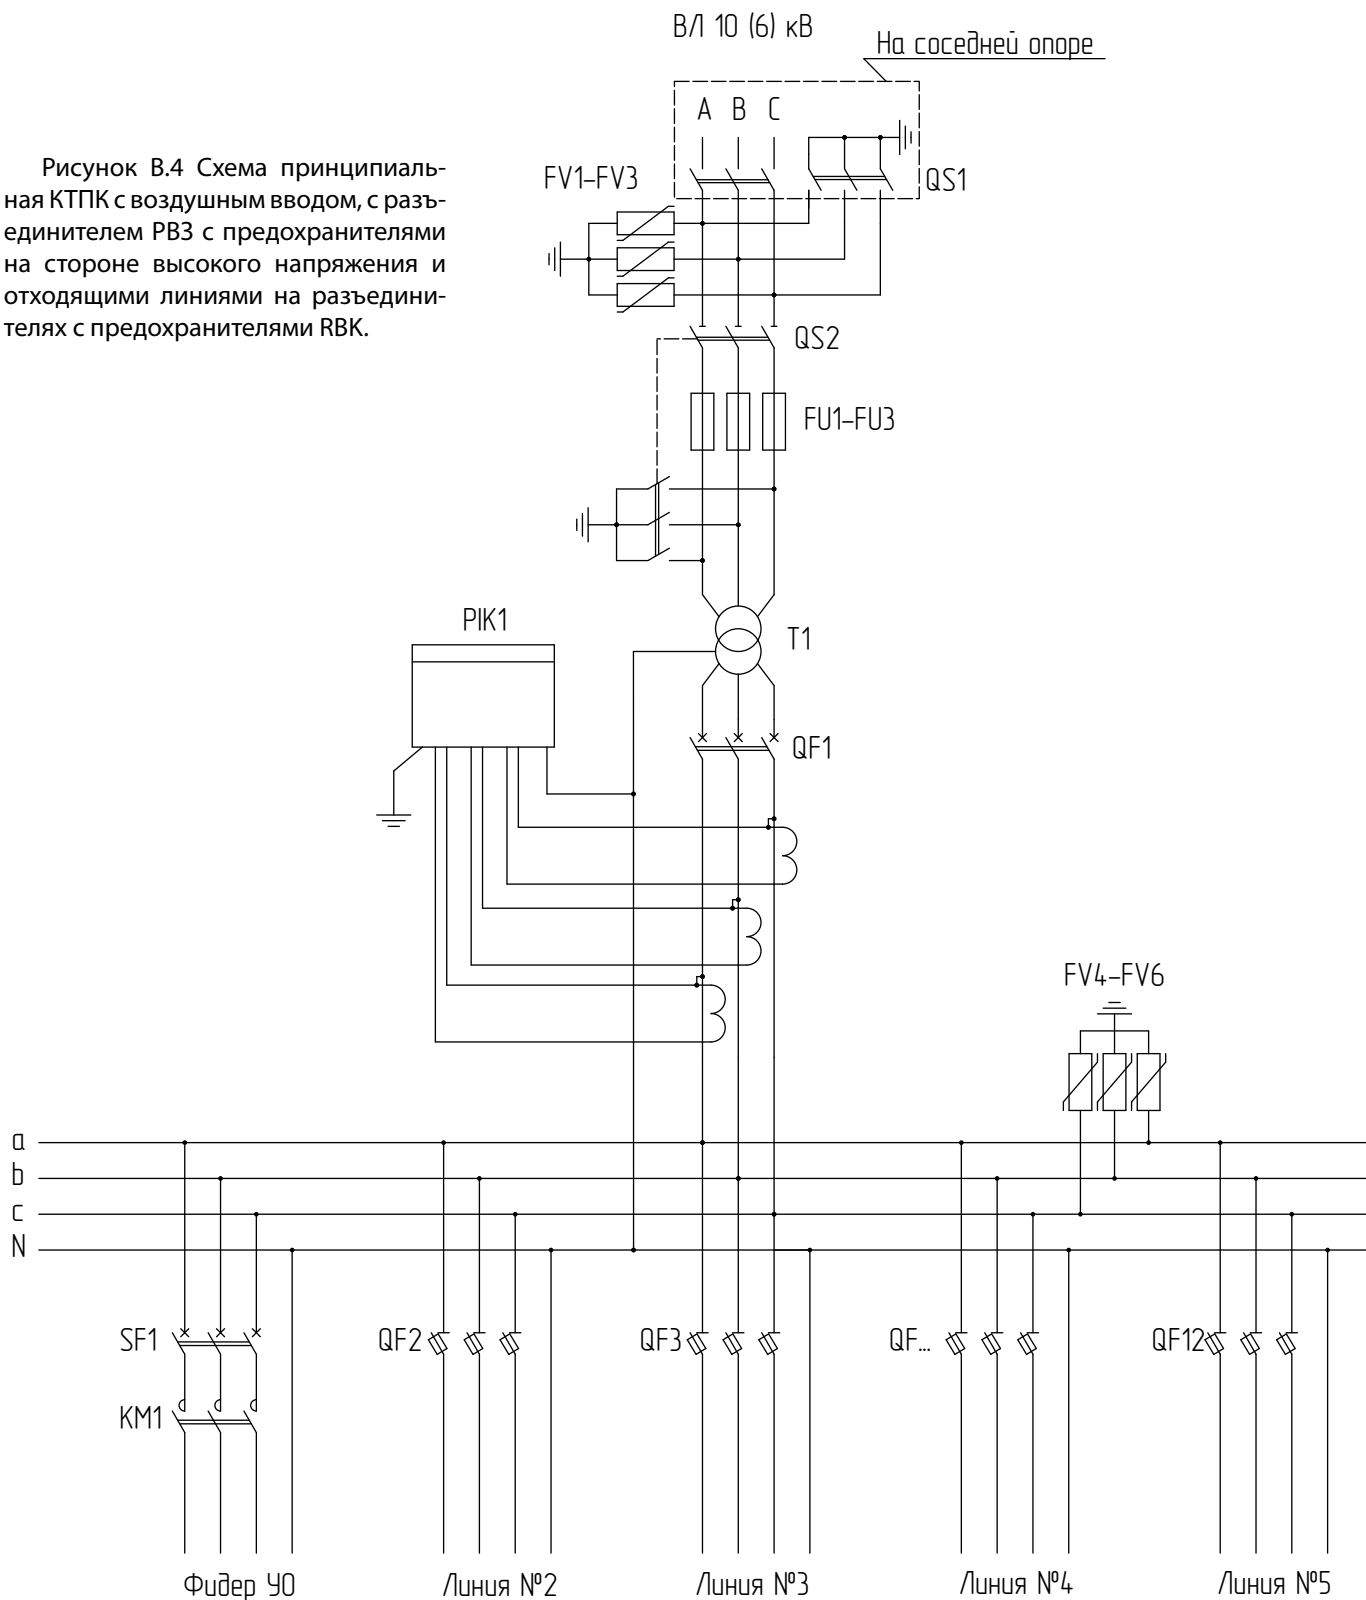 ВЛ 10 (6) кВ
На соседней опоре
A B C
Рисунок В.4 Схема принципиаль-
ная КТПК с воздушным вводом, с разъ-
единителем РВЗ с предохранителями
на стороне высокого напряжения и
отходящими линиями на разъедини-
телях с предохранителями RBK.
FV1-FV3
QS1
QS2
FU1-FU3
PIK1
T1
QF1
FV4-FV6
a
b
c
N
SF1
QF2
QF3
QF...
QF12
KM1
Фидер УО
Линия №2
Линия №3
Линия №4
Линия №5